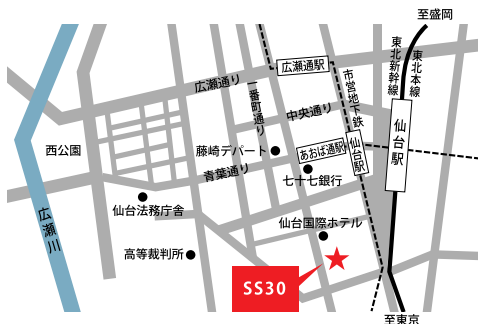 至盛岡
広瀬通駅
東北新幹線
東北本線
広瀬通り
市営地下鉄
一番町通り
中央通り
仙台駅
西公園
藤崎デパート
あおば通駅
仙台駅
青葉通り
七十七銀行
仙台法務庁舎
広瀬川
仙台国際ホテル
高等裁判所
SS30
至東京